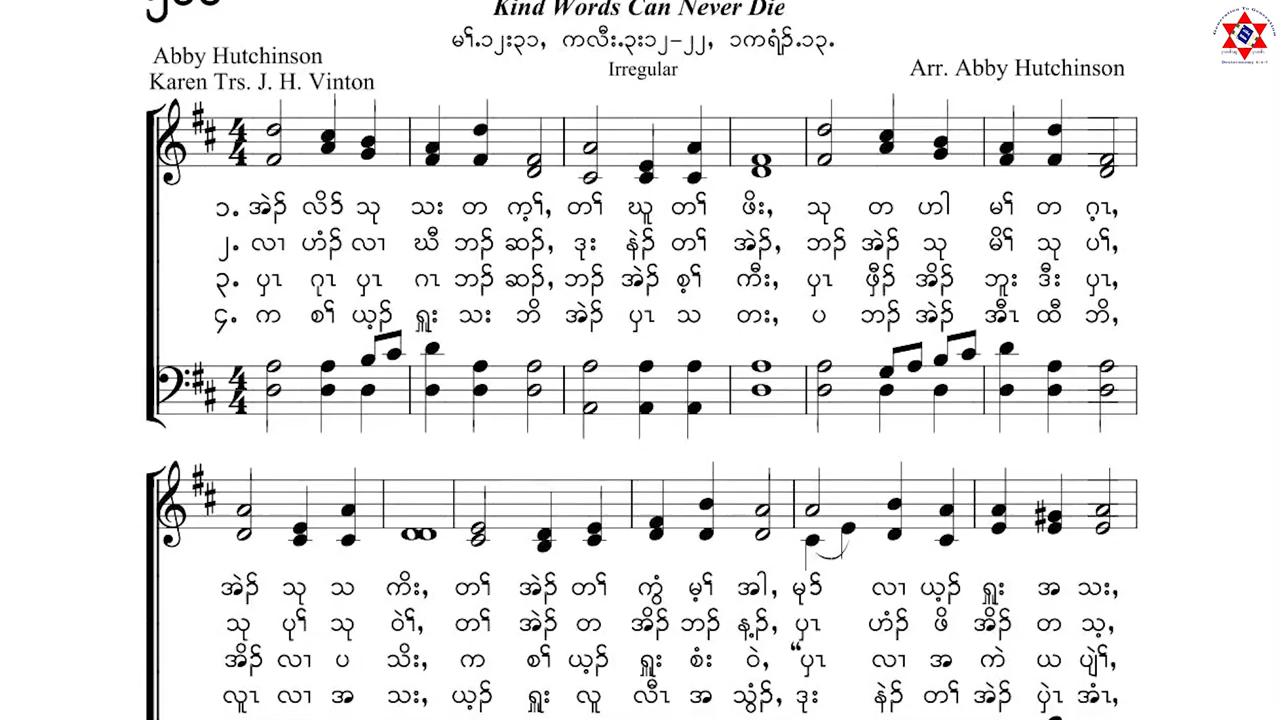 Kind Words Can Never Die
မၢ်.၁၂း၃၁, ကလီး.၃း၁၂–၂၂, ၁ကရံၣ်.၁၃.
Abby Hutchinson
Irregular
Arr. Abby Hutchinson
Karen Trs. J. H. Vinton
၁. အဲၣ် လိာ် သု သး တ က့ၢ်, တၢ် ဃူ တၢ် ဖိး, သု တ ဟါ မၢ် တ ဂ့ၤ,
၂. လၢ ဟံၣ် လၢ ဃီ ဘၣ် ဆၣ်, ဒုး နဲၣ် တၢ် အဲၣ်, ဘၣ် အဲၣ် သု မိၢ် သု ပၢ်,
၃. ပှၤ ဂုၤ ပှၤ ဂၤ ဘၣ် ဆၣ်, ဘၣ် အဲၣ် စ့ၢ် ကီး, ပှၤ ဖှီၣ် အိၣ် ဘူး ဒီး ပှၤ,
၄. က စၢ် ယ့ၣ် ရှူး သး ဘိ အဲၣ် ပှၤ သ တး, ပ ဘၣ် အဲၣ် အီၤ ထီ ဘိ,
အဲၣ် သု သ ကိး, တၢ် အဲၣ် တၢ် ကွံ မ့ၢ် အါ, မုာ် လၢ ယ့ၣ် ရှူး အ သး,
သု ပုၢ် သု ဝဲၢ်, တၢ် အဲၣ် တ အိၣ် ဘၣ် န့ၣ်, ပှၤ ဟံၣ် ဖိ အိၣ် တ သ့,
အိၣ် လၢ ပ သိး, က စၢ် ယ့ၣ် ရှူး စံး ဝဲ, “ပှၤ လၢ အ ကဲ ယ ပျဲၢ်,
လူၤ လၢ အ သး, ယ့ၣ် ရှူး လူ လီၤ အ သွံၣ်, ဒုး နဲၣ် တၢ် အဲၣ် ပှဲၤ အံၤ,